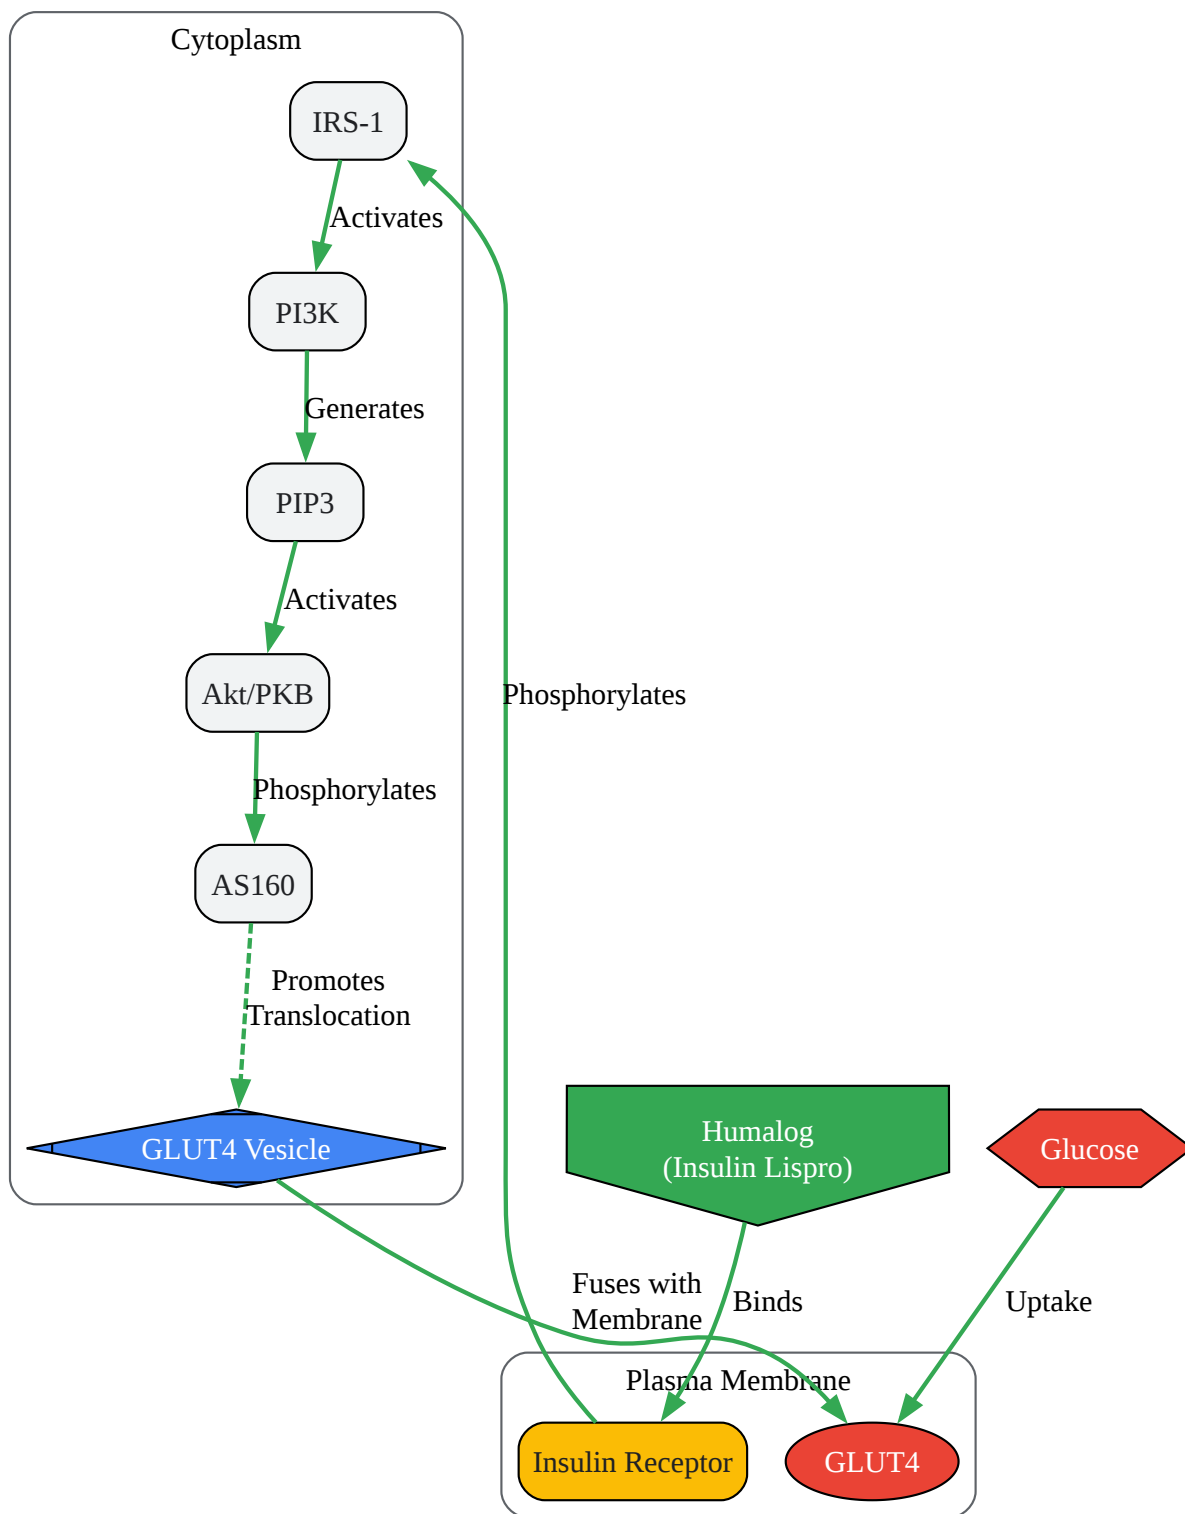 Cytoplasm
IRS-1
Activates
PI3K
Generates
PIP3
Activates
Akt/PKB
Phosphorylates
Phosphorylates
AS160
Promotes
Translocation
GLUT4 Vesicle
Humalog
(Insulin Lispro)
Glucose
Fuses with
Membrane
Binds
Uptake
Plasma Membrane
Insulin Receptor
GLUT4